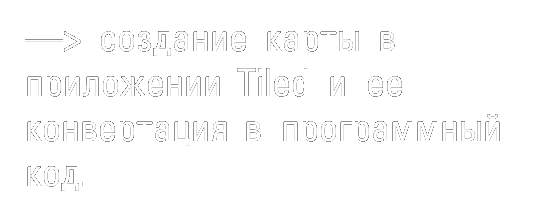 —> создание карты в
приложении Tiled и ее
конвертация в программный
код